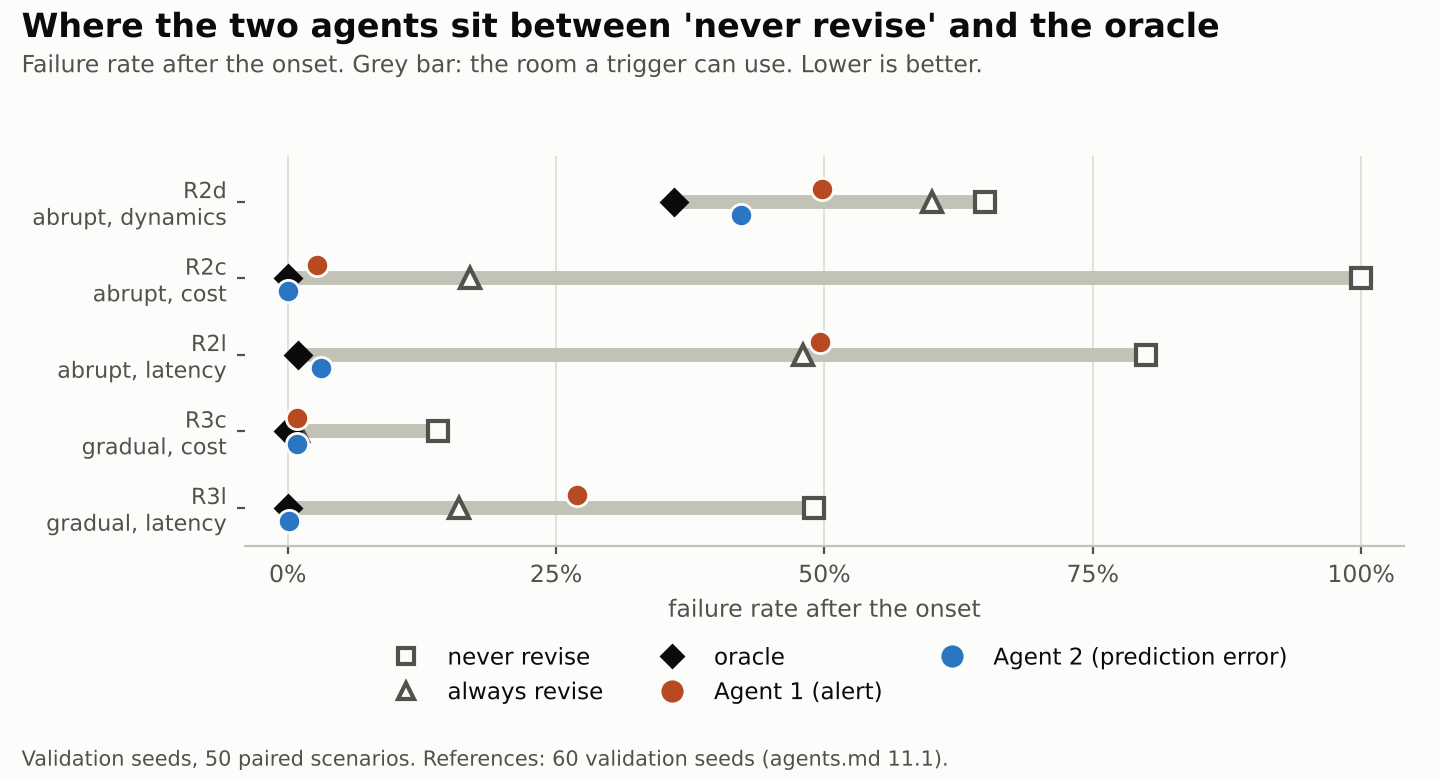 Where the two agents sit between 'never revise' and the oracle
Failure rate after the onset. Grey bar: the room a trigger can use. Lower is better.
R2d
abrupt, dynamics
R2c
abrupt, cost
R2l
abrupt, latency
R3c
gradual, cost
R3l
gradual, latency
0% 25% 50% 75% 100%
failure rate after the onset
never revise oracle Agent 2 (prediction error)
always revise Agent 1 (alert)
Validation seeds, 50 paired scenarios. References: 60 validation seeds (agents.md 11.1).